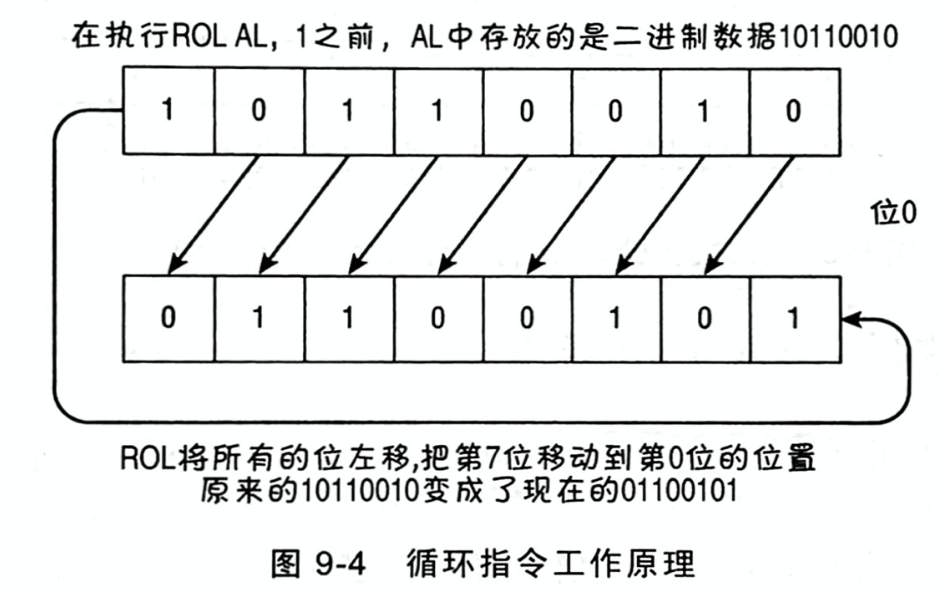 在执行ROL AL, 1之前，AL中存放的是二进制数据10110010
1 0 1 1 0 0 1 0
位0
0 1 1 0 0 1 0 1
ROL将所有的位左移,把第7位移动到第0位的位置
原来的10110010变成了现在的01100101
图 9-4 循环指令工作原理